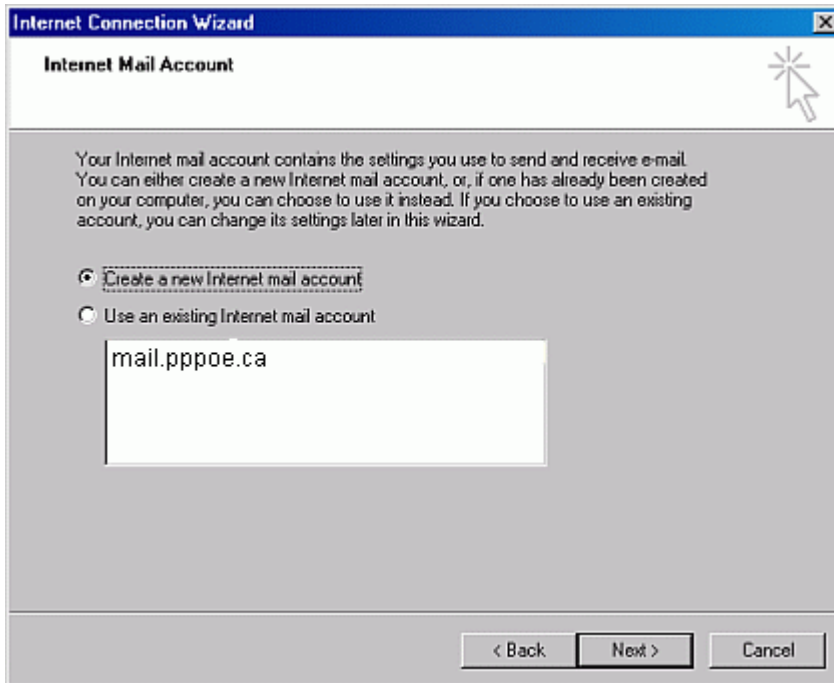 Internet Connection Wizard
Internet Mail Account
Your Internet mail account contains the settings you use to send and receive e-mail.
You can either create a new Internet mail account, or, if one has already been created
on your computer, you can choose to use it instead. If you choose to use an existing
account, you can change its settings later in this wizard.
Create a new Internet mail account
Use an existing Internet mail account
mail.pppoe.ca
< Back Next > Cancel